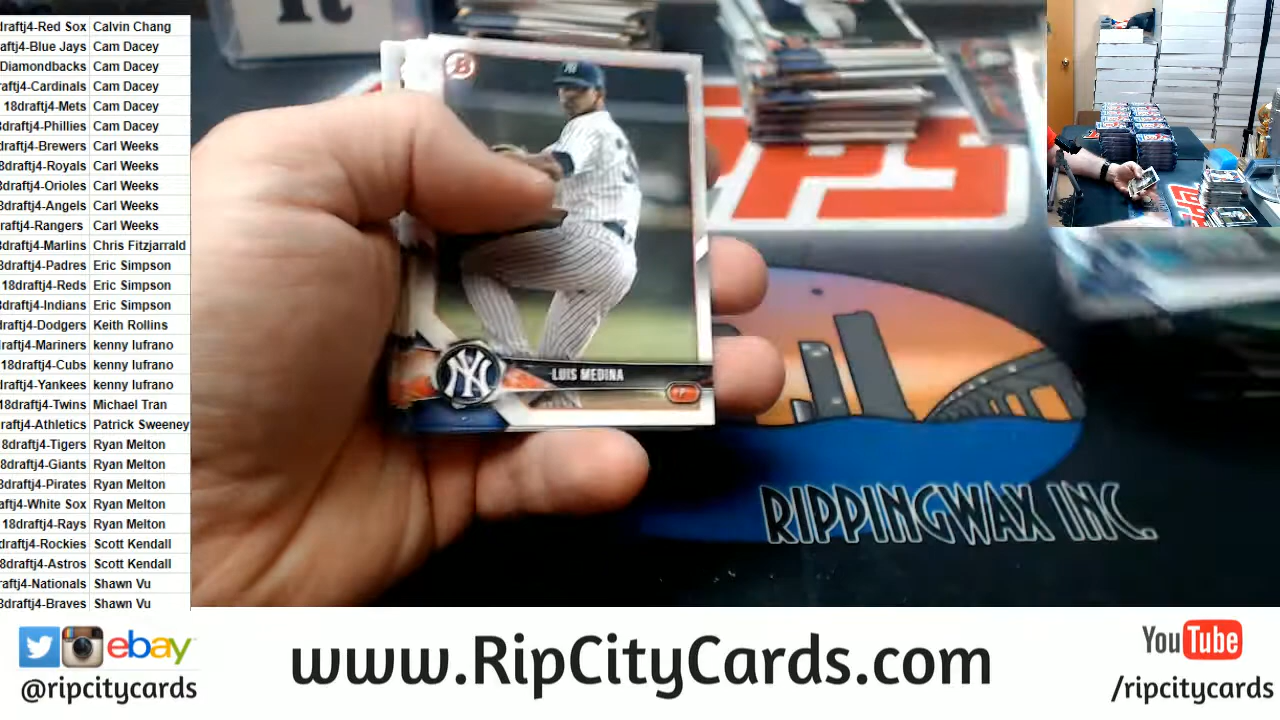 draftj4-Red Sox Calvin Chang
aftj4-Blue Jays Cam Dacey
Diamondbacks Cam Dacey
raftj4-Cardinals Cam Dacey
18draftj4-Mets Cam Dacey
draftj4-Phillies Cam Dacey
draftj4-Brewers Carl Weeks
8draftj4-Royals Carl Weeks
draftj4-Orioles Carl Weeks
draftj4-Angels Carl Weeks
raftj4-Rangers Carl Weeks
draftj4-Marlins Chris Fitzjarrald
draftj4-Padres Eric Simpson
18draftj4-Reds Eric Simpson
draftj4-Indians Eric Simpson
draftj4-Dodgers Keith Rollins
raftj4-Mariners kenny lufrano
18draftj4-Cubs kenny lufrano
raftj4-Yankees kenny lufrano
18draftj4-Twins Michael Tran
raftj4-Athletics Patrick Sweeney
8draftj4-Tigers Ryan Melton
8draftj4-Giants Ryan Melton
draftj4-Pirates Ryan Melton
aftj4-White Sox Ryan Melton
18draftj4-Rays Ryan Melton
draftj4-Rockies Scott Kendall
8draftj4-Astros Scott Kendall
aftj4-Nationals Shawn Vu
8draftj4-Braves Shawn Vu
B
NY
LUIS MEDINA
RIPPINGWAX INC.
ebay
@ripcitycards
www.RipCityCards.com
YouTube
/ripcitycards